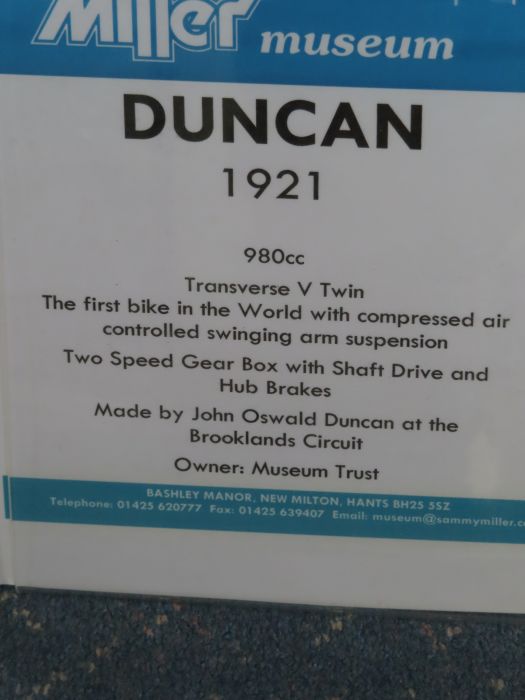 Miller museum
DUNCAN
1921
980cc
Transverse V Twin
The first bike in the World with compressed air
controlled swinging arm suspension
Two Speed Gear Box with Shaft Drive and
Hub Brakes
Made by John Oswald Duncan at the
Brooklands Circuit
Owner: Museum Trust
BASHLEY MANOR, NEW MILTON, HANTS BH25 5SZ
Telephone: 01425 620777 Fax: 01425 639407 Email: museum@sammymiller.co